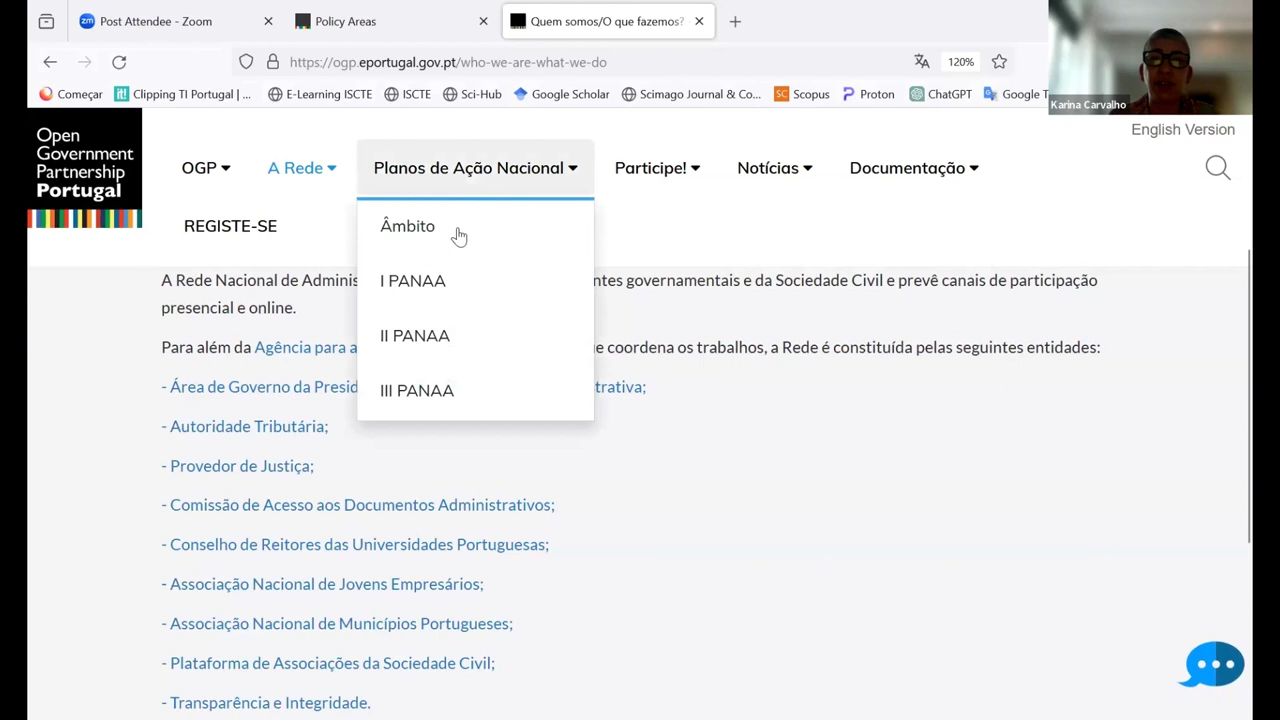 Post Attendee - Zoom
Policy Areas
Quem somos/O que fazemos?
https://ogp.eportugal.gov.pt/who-we-are-what-we-do
120%
Começar
Clipping TI Portugal | ...
E-Learning ISCTE
ISCTE
Sci-Hub
Google Scholar
Scimago Journal & Co...
Scopus
Proton
ChatGPT
Google T
Karina Carvalho
English Version
Open
Government
Partnership
Portugal
OGP
A Rede
Planos de Ação Nacional
Participe!
Notícias
Documentação
REGISTE-SE
Âmbito
I PANAA
II PANAA
III PANAA
A Rede Nacional de Adminis ntes governamentais e da Sociedade Civil e prevê canais de participação
presencial e online.
Para além da Agência para a e coordena os trabalhos, a Rede é constituída pelas seguintes entidades:
- Área de Governo da Presid trativa;
- Autoridade Tributária;
- Provedor de Justiça;
- Comissão de Acesso aos Documentos Administrativos;
- Conselho de Reitores das Universidades Portuguesas;
- Associação Nacional de Jovens Empresários;
- Associação Nacional de Municípios Portugueses;
- Plataforma de Associações da Sociedade Civil;
- Transparência e Integridade.